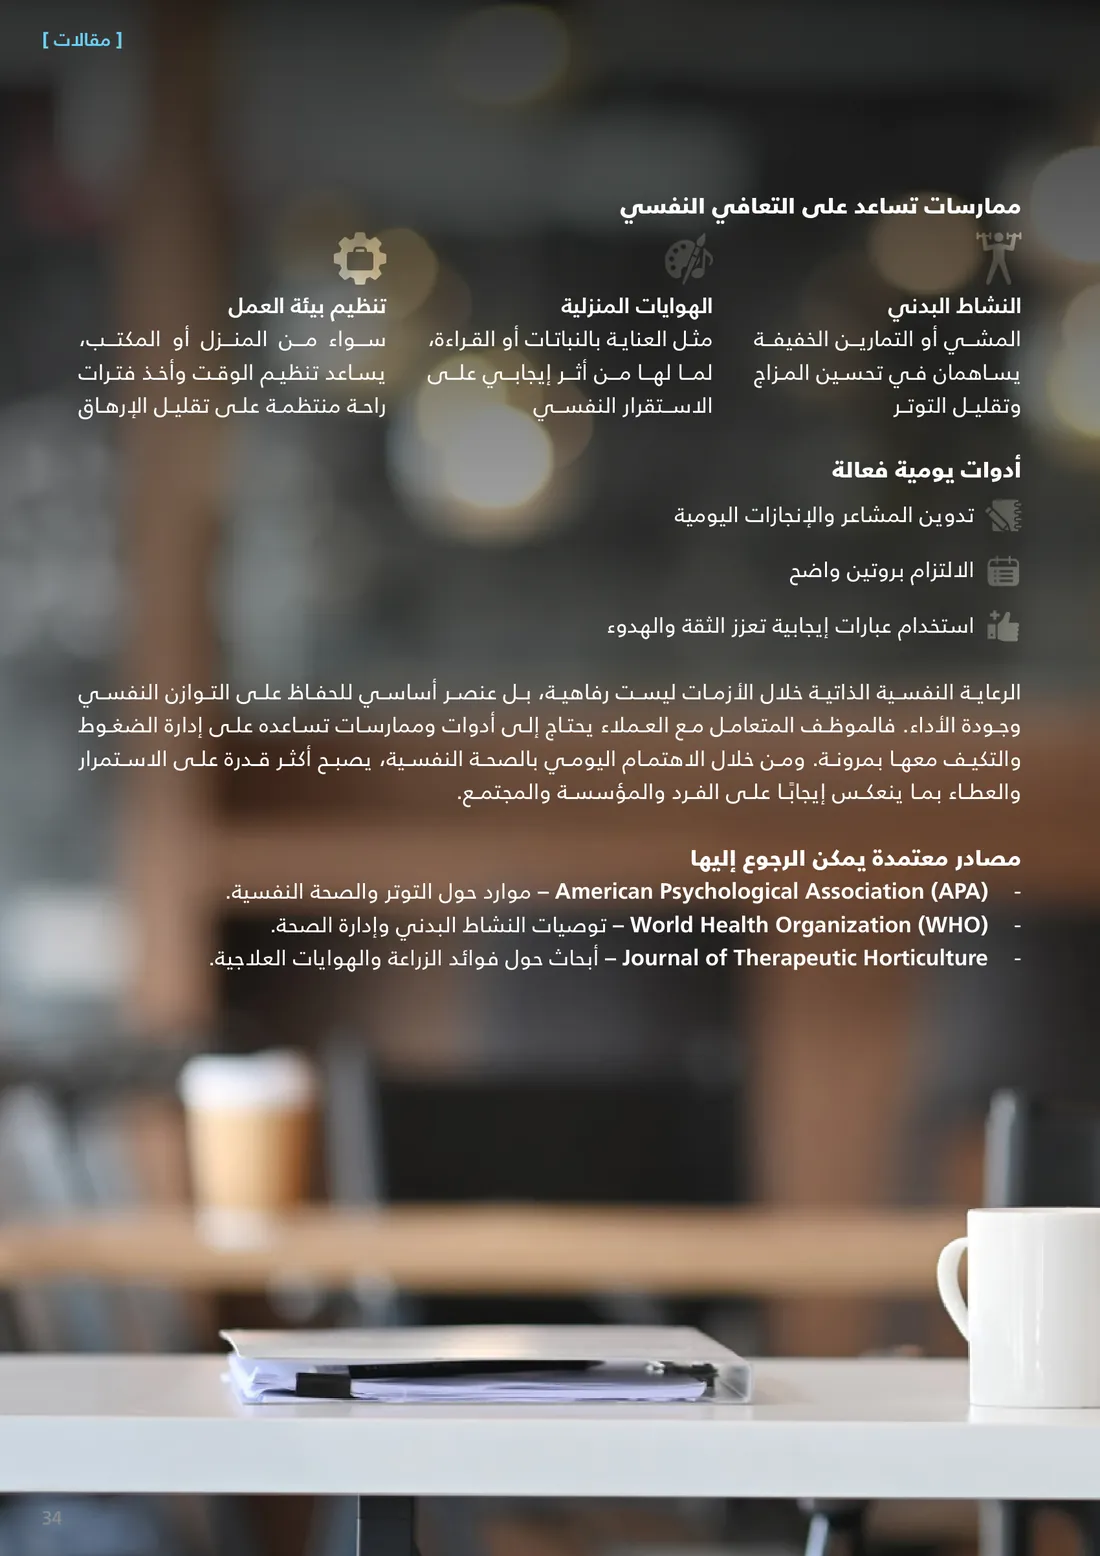 [ مقالات ]
ممارسات تساعد على التعافي النفسي
النشاط البدني
المشي أو التمارين الخفيفة
يساهمان في تحسين المزاج
وتقليل التوتر
الهوايات المنزلية
مثل العناية بالنباتات أو القراءة،
لما لها من أثر إيجابي على
الاستقرار النفسي
تنظيم بيئة العمل
سواء من المنزل أو المكتب،
يساعد تنظيم الوقت وأخذ فترات
راحة منتظمة على تقليل الإرهاق
أدوات يومية فعالة
تدوين المشاعر والإنجازات اليومية
الالتزام بروتين واضح
استخدام عبارات إيجابية تعزز الثقة والهدوء
الرعاية النفسية الذاتية خلال الأزمات ليست رفاهية، بل عنصر أساسي للحفاظ على التوازن النفسي
وجودة الأداء. فالموظف المتعامل مع العملاء يحتاج إلى أدوات وممارسات تساعده على إدارة الضغوط
والتكيف معها بمرونة. ومن خلال الاهتمام اليومي بالصحة النفسية، يصبح أكثر قدرة على الاستمرار
والعطاء بما ينعكس إيجابًا على الفرد والمؤسسة والمجتمع.
مصادر معتمدة يمكن الرجوع إليها
- American Psychological Association (APA) – موارد حول التوتر والصحة النفسية.
- World Health Organization (WHO) – توصيات النشاط البدني وإدارة الصحة.
- Journal of Therapeutic Horticulture – أبحاث حول فوائد الزراعة والهوايات العلاجية.
34